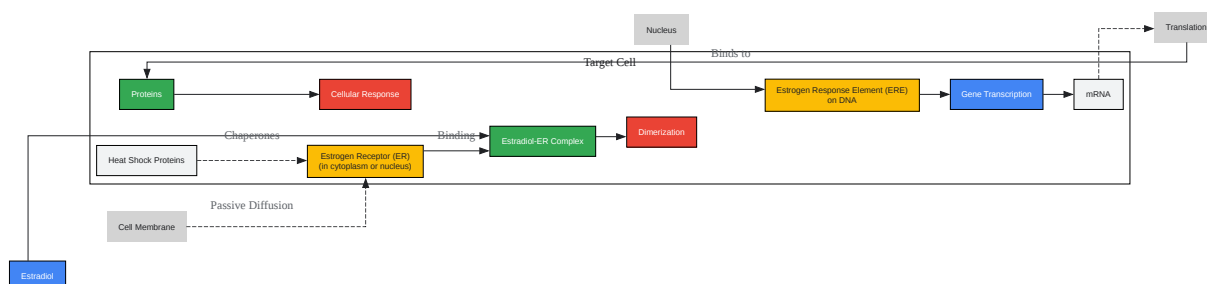 Nucleus
Translation
Binds to
Target Cell
Proteins
Cellular Response
Estrogen Response Element (ERE)
on DNA
Gene Transcription
mRNA
Chaperones
Binding
Estradiol-ER Complex
Dimerization
Heat Shock Proteins
Estrogen Receptor (ER)
(in cytoplasm or nucleus)
Passive Diffusion
Cell Membrane
Estradiol